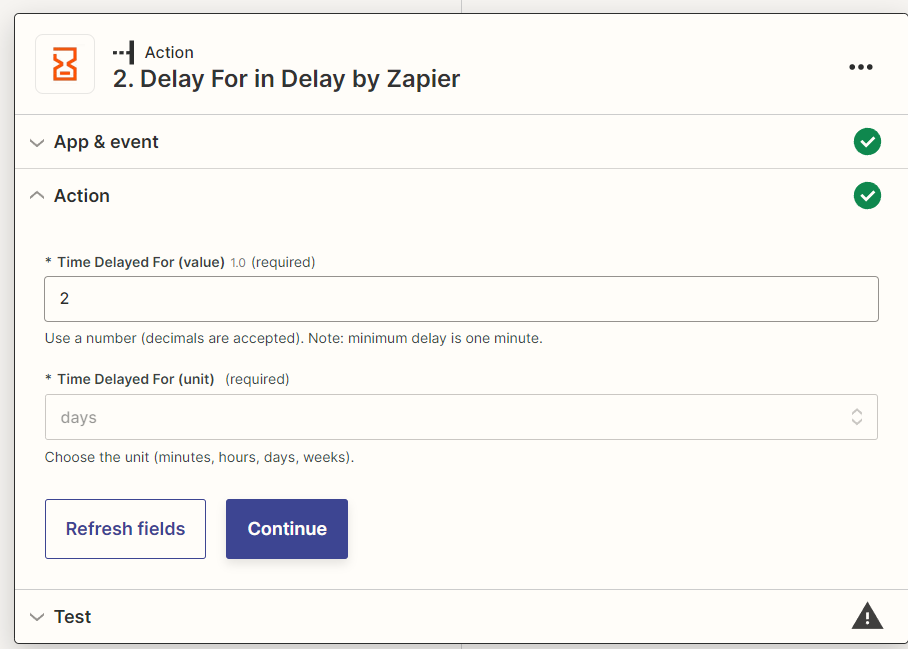 Action
2. Delay For in Delay by Zapier
App & event
Action
* Time Delayed For (value) 1.0 (required)
2
Use a number (decimals are accepted). Note: minimum delay is one minute.
* Time Delayed For (unit) (required)
days
Choose the unit (minutes, hours, days, weeks).
Refresh fields Continue
Test